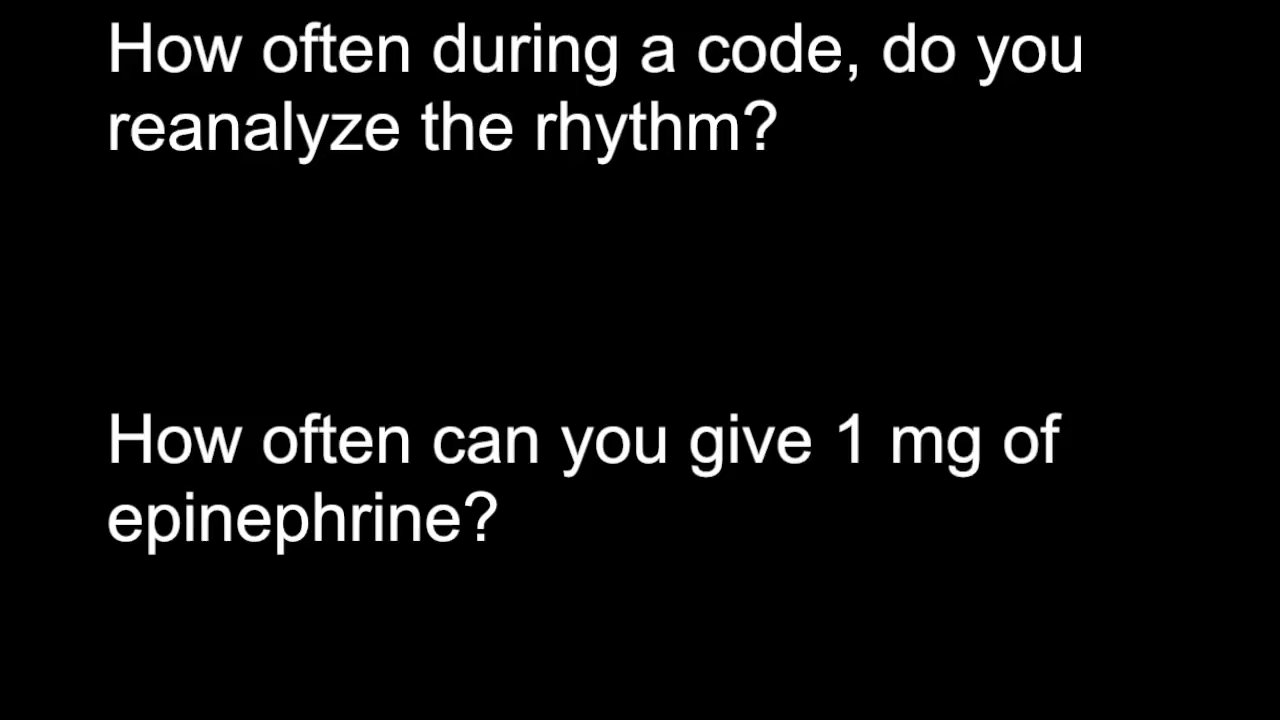 How often during a code, do you
reanalyze the rhythm?
How often can you give 1 mg of
epinephrine?